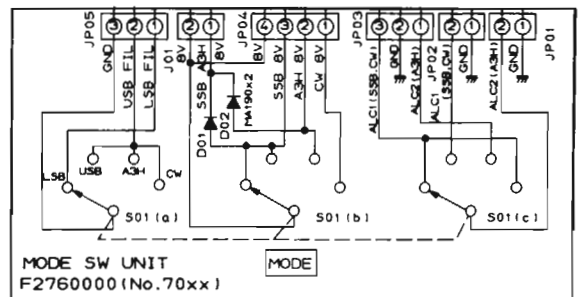 JP05
3 2 1
GND
USB FIL
LSB FIL
J01
2 1
8V
SSB A3H 8V
JP04
4 3 2 1
8V
SSB 8V
A3H 8V
CW 8V
MA190x2
D01
D02
JP03
3 2 1
ALC1(SSB.CW)
GND
ALC2(A3H)
JP02
2 1
ALC1 (SSB.CW)
GND
JP01
2 1
ALC2(A3H)
GND
LSB
USB
A3H
CW
S01(a)
S01(b)
S01(c)
MODE
MODE SW UNIT
F2760000(No.70xx)